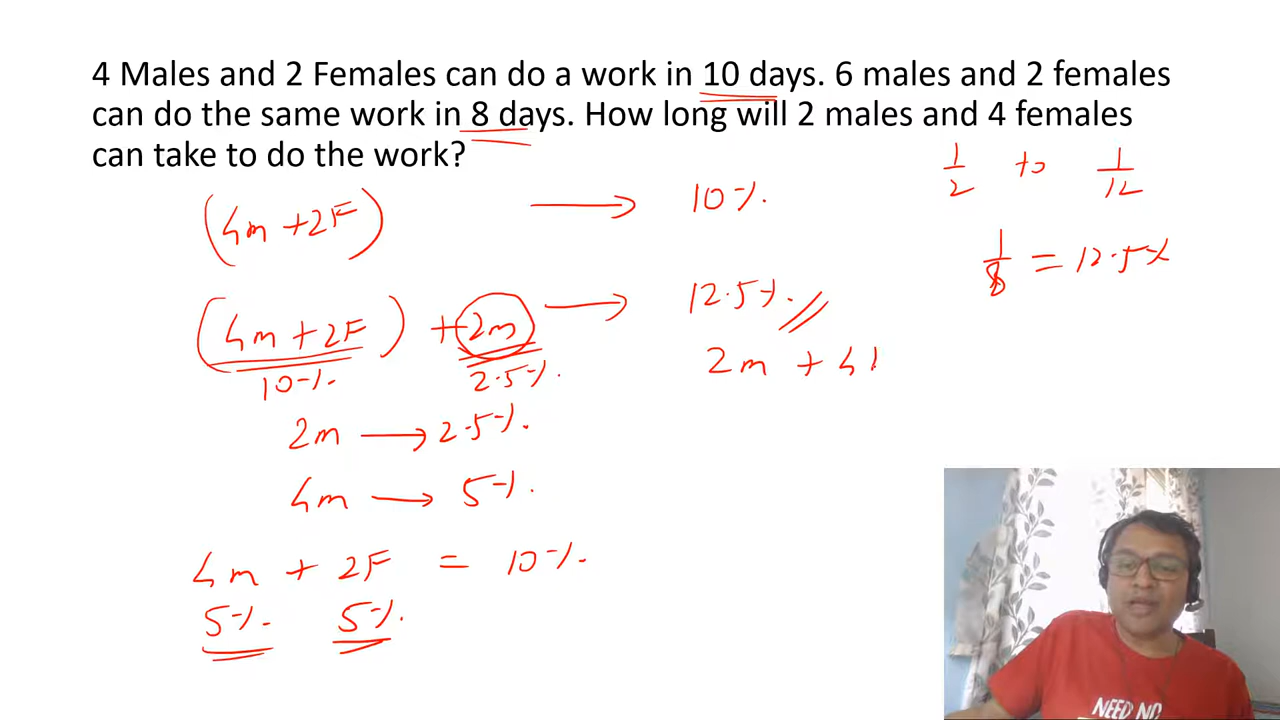 4 Males and 2 Females can do a work in 10 days. 6 males and 2 females
can do the same work in 8 days. How long will 2 males and 4 females
can take to do the work?
1/2 to 1/12
(4m + 2F) → 10%.
1/8 = 12.5%
(4m + 2F) + 2m → 12.5%.
10%. 2.5%.
2m + 4
2m → 2.5%.
4m → 5%.
4m + 2F = 10%.
5%. 5%.
NEED NO